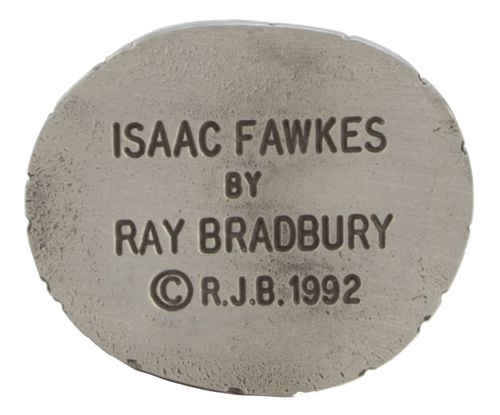 ISAAC FAWKES
BY
RAY BRADBURY
© R.J.B. 1992